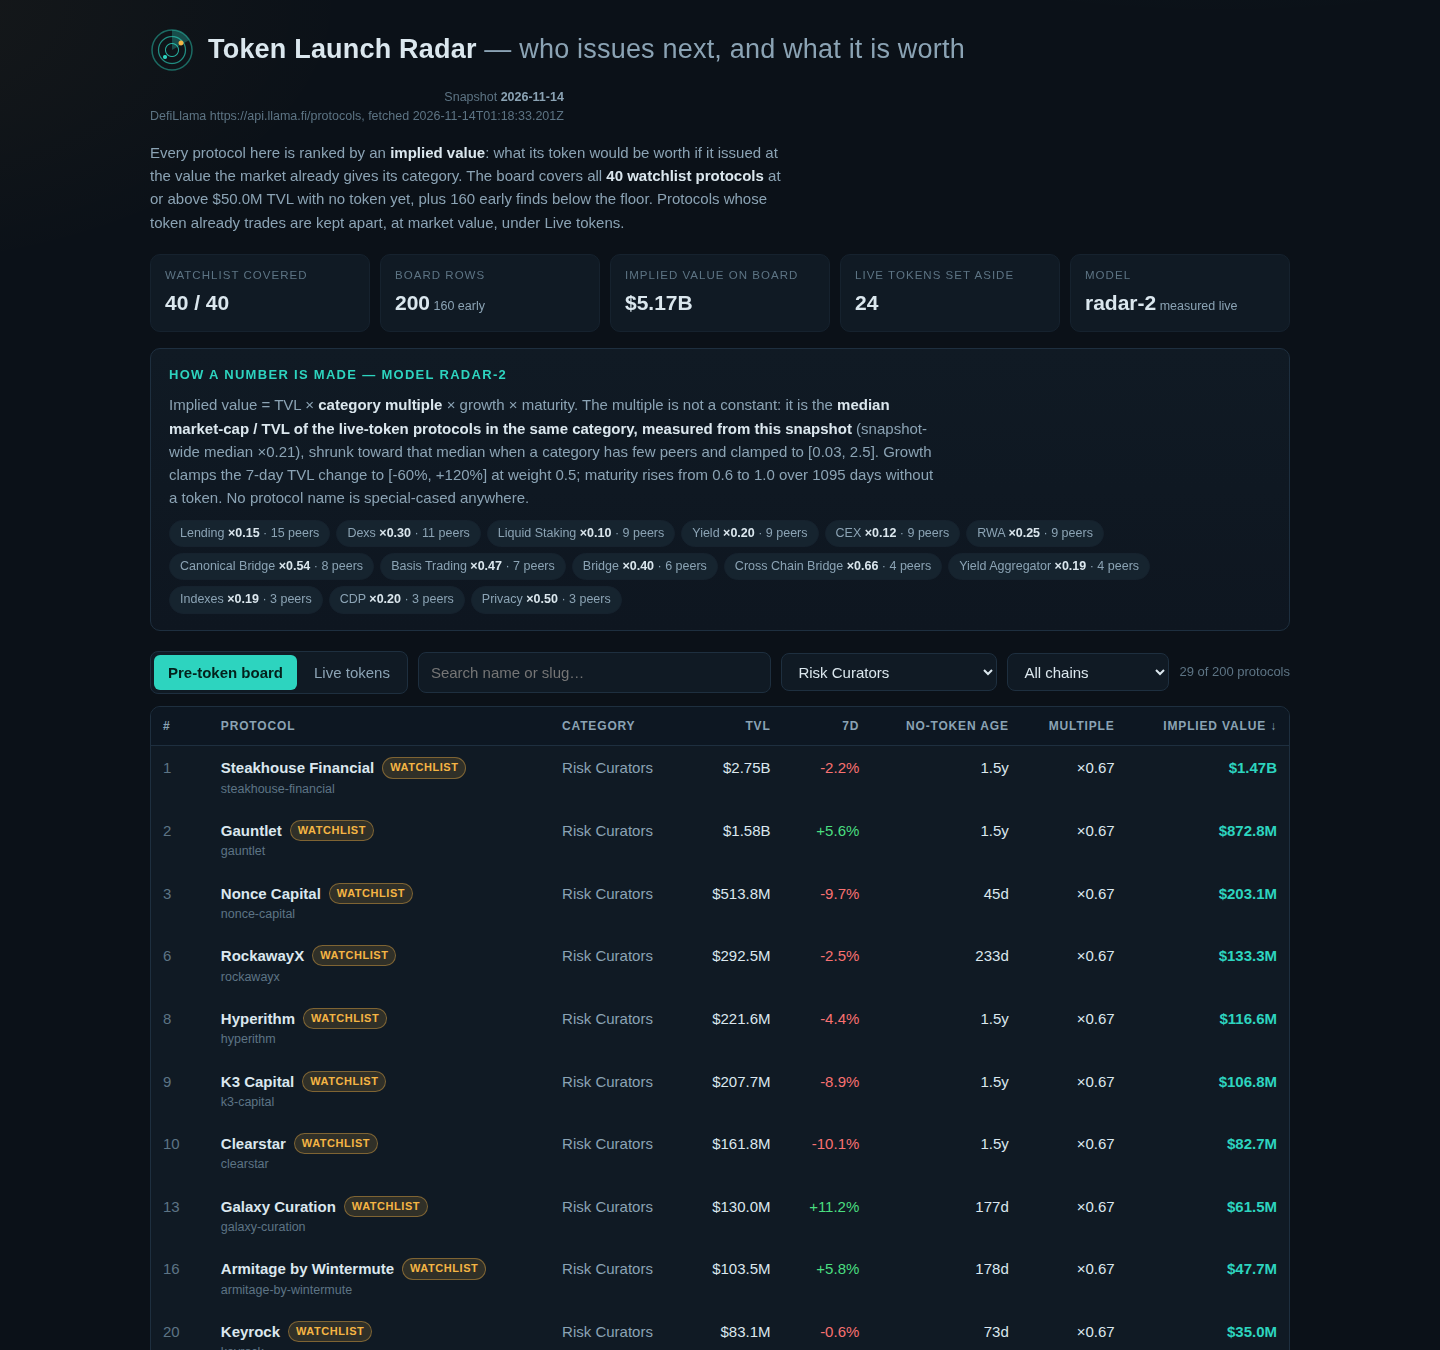 Token Launch Radar — who issues next, and what it is worth
Snapshot 2026-11-14
DefiLlama https://api.llama.fi/protocols, fetched 2026-11-14T01:18:33.201Z
Every protocol here is ranked by an implied value: what its token would be worth if it issued at
the value the market already gives its category. The board covers all 40 watchlist protocols at
or above $50.0M TVL with no token yet, plus 160 early finds below the floor. Protocols whose
token already trades are kept apart, at market value, under Live tokens.
WATCHLIST COVERED
40 / 40
BOARD ROWS
200 160 early
IMPLIED VALUE ON BOARD
$5.17B
LIVE TOKENS SET ASIDE
24
MODEL
radar-2 measured live
HOW A NUMBER IS MADE — MODEL RADAR-2
Implied value = TVL × category multiple × growth × maturity. The multiple is not a constant: it is the median
market-cap / TVL of the live-token protocols in the same category, measured from this snapshot (snapshot-
wide median ×0.21), shrunk toward that median when a category has few peers and clamped to [0.03, 2.5]. Growth
clamps the 7-day TVL change to [-60%, +120%] at weight 0.5; maturity rises from 0.6 to 1.0 over 1095 days without
a token. No protocol name is special-cased anywhere.
Lending ×0.15 · 15 peers Dexs ×0.30 · 11 peers Liquid Staking ×0.10 · 9 peers Yield ×0.20 · 9 peers CEX ×0.12 · 9 peers RWA ×0.25 · 9 peers
Canonical Bridge ×0.54 · 8 peers Basis Trading ×0.47 · 7 peers Bridge ×0.40 · 6 peers Cross Chain Bridge ×0.66 · 4 peers Yield Aggregator ×0.19 · 4 peers
Indexes ×0.19 · 3 peers CDP ×0.20 · 3 peers Privacy ×0.50 · 3 peers
Pre-token board Live tokens Search name or slug… Risk Curators All chains 29 of 200 protocols
# PROTOCOL CATEGORY TVL 7D NO-TOKEN AGE MULTIPLE IMPLIED VALUE ↓
1 Steakhouse Financial WATCHLIST Risk Curators $2.75B -2.2% 1.5y ×0.67 $1.47B
steakhouse-financial
2 Gauntlet WATCHLIST Risk Curators $1.58B +5.6% 1.5y ×0.67 $872.8M
gauntlet
3 Nonce Capital WATCHLIST Risk Curators $513.8M -9.7% 45d ×0.67 $203.1M
nonce-capital
6 RockawayX WATCHLIST Risk Curators $292.5M -2.5% 233d ×0.67 $133.3M
rockawayx
8 Hyperithm WATCHLIST Risk Curators $221.6M -4.4% 1.5y ×0.67 $116.6M
hyperithm
9 K3 Capital WATCHLIST Risk Curators $207.7M -8.9% 1.5y ×0.67 $106.8M
k3-capital
10 Clearstar WATCHLIST Risk Curators $161.8M -10.1% 1.5y ×0.67 $82.7M
clearstar
13 Galaxy Curation WATCHLIST Risk Curators $130.0M +11.2% 177d ×0.67 $61.5M
galaxy-curation
16 Armitage by Wintermute WATCHLIST Risk Curators $103.5M +5.8% 178d ×0.67 $47.7M
armitage-by-wintermute
20 Keyrock WATCHLIST Risk Curators $83.1M -0.6% 73d ×0.67 $35.0M